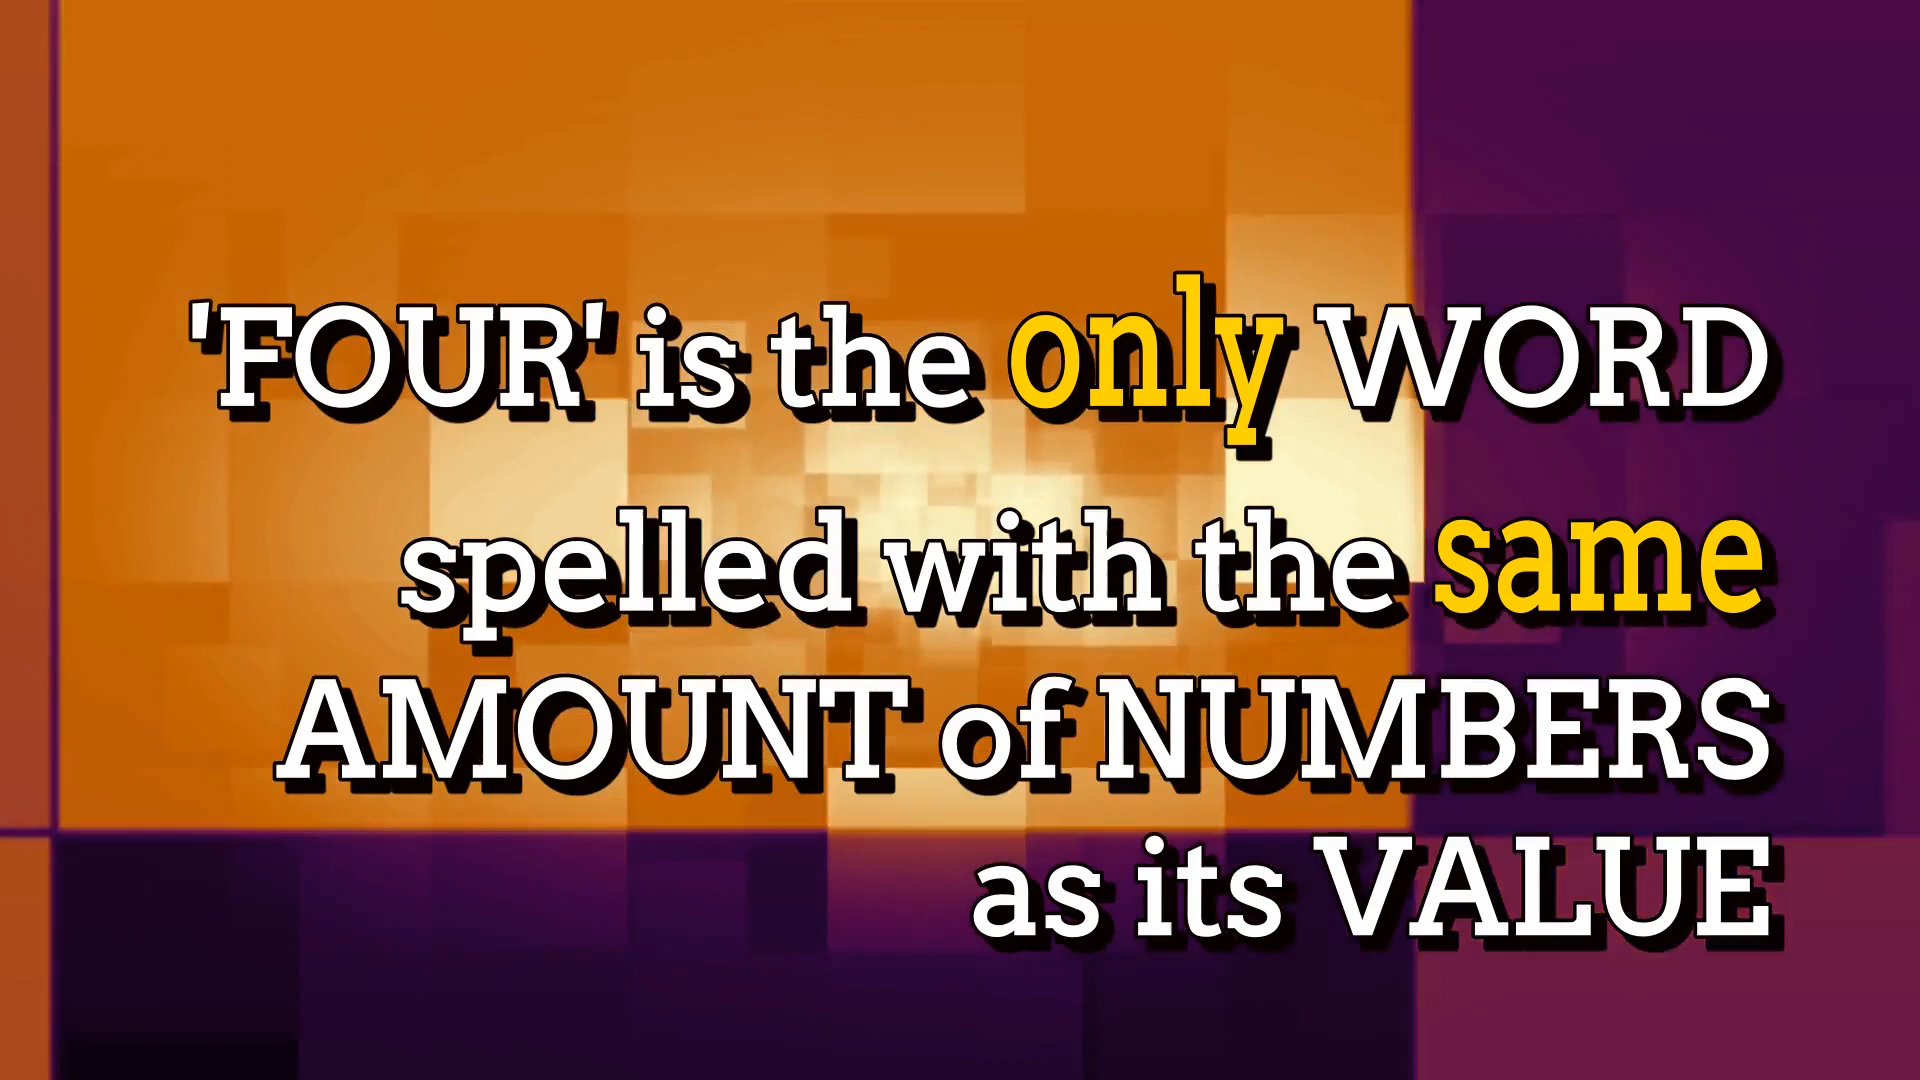 'FOUR' is the only WORD
spelled with the same
AMOUNT of NUMBERS
as its VALUE